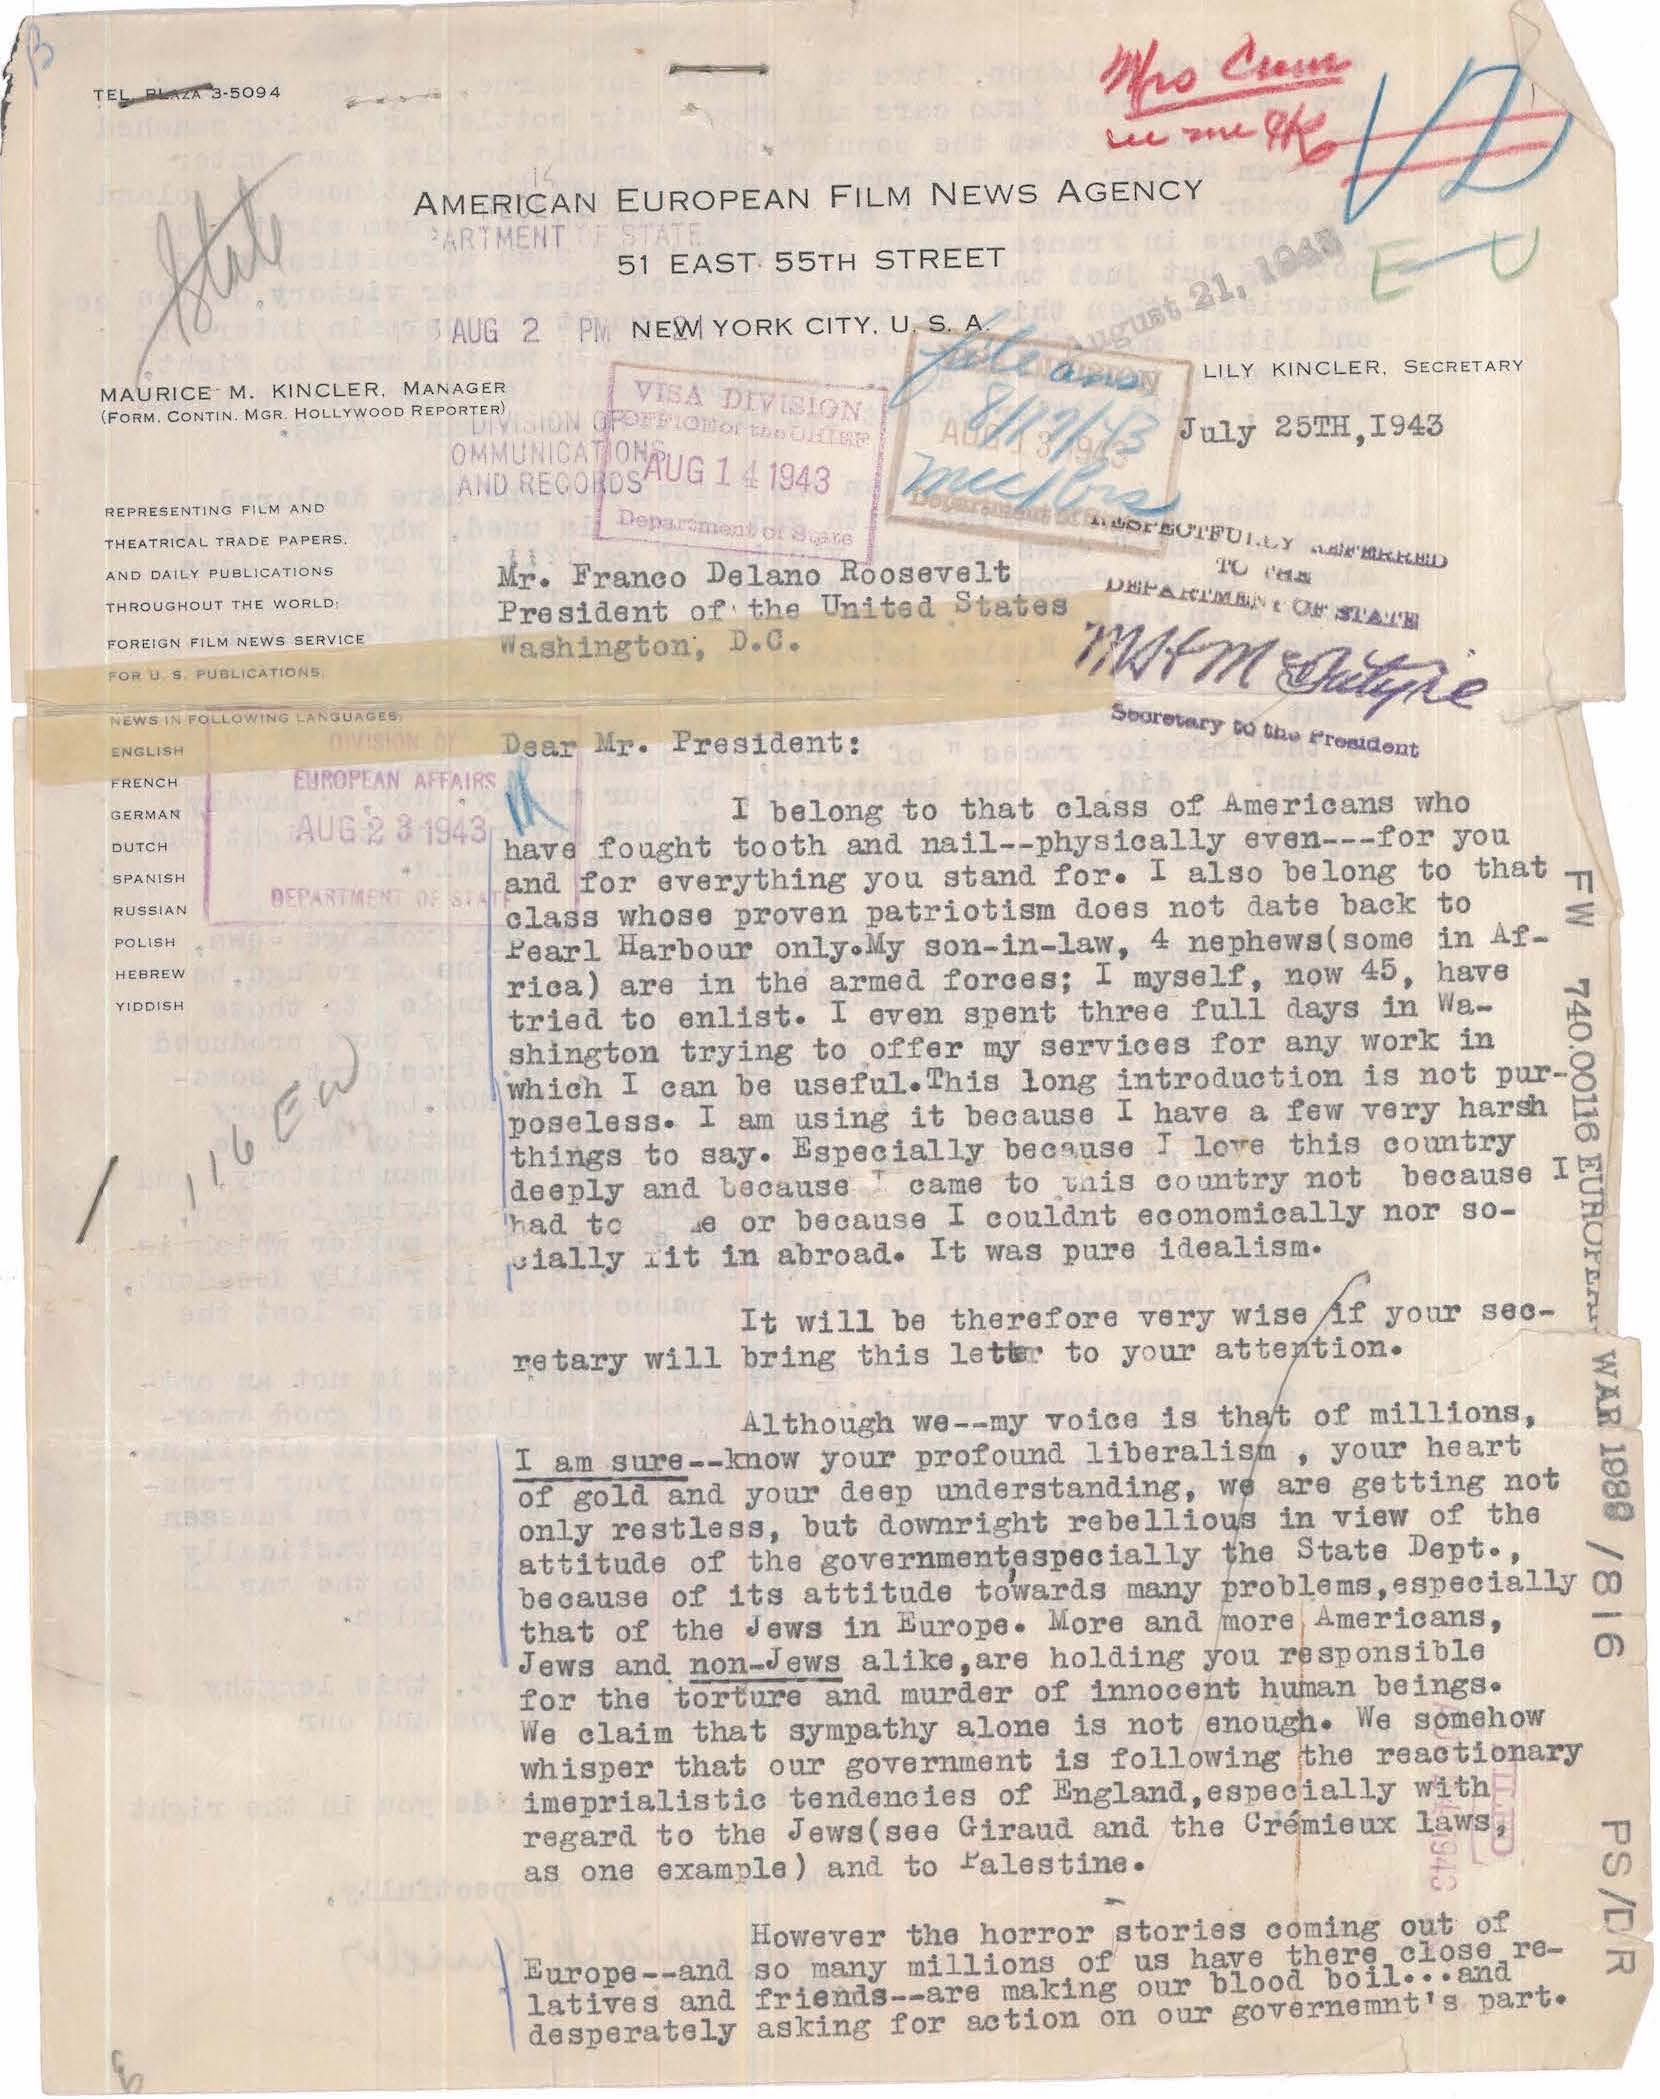 TEL. PLAZA 3-5094
State
AMERICAN EUROPEAN FILM NEWS AGENCY
PARTMENT OF STATE
51 EAST 55TH STREET
AUG 2 PM
NEW YORK CITY, U. S. A.
August 21, 1943
E U
VD
MAURICE M. KINCLER, MANAGER
(FORM. CONTIN. MGR. HOLLYWOOD REPORTER)
LILY KINCLER, SECRETARY
DIVISION OF
OMMUNICATIONS
AND RECORDS
VISA DIVISION
OFFICE of the CHIEF
AUG 14 1943
Department of State
8/17/43
July 25TH,1943
REPRESENTING FILM AND
THEATRICAL TRADE PAPERS,
AND DAILY PUBLICATIONS
THROUGHOUT THE WORLD;
FOREIGN FILM NEWS SERVICE
FOR U. S. PUBLICATIONS.
NEWS IN FOLLOWING LANGUAGES:
ENGLISH
FRENCH
GERMAN
DUTCH
SPANISH
RUSSIAN
POLISH
HEBREW
YIDDISH
RESPECTFULLY REFERRED
TO THE
DEPARTMENT OF STATE
M H McIntyre
Secretary to the President
DIVISION OF
EUROPEAN AFFAIRS
AUG 23 1943
DEPARTMENT OF STATE
116 EW
Mr. Franco Delano Roosevelt
President of the United States
Washington, D.C.
Dear Mr. President:
I belong to that class of Americans who
have fought tooth and nail--physically even---for you
and for everything you stand for. I also belong to that
class whose proven patriotism does not date back to
Pearl Harbour only.My son-in-law, 4 nephews(some in Af-
rica) are in the armed forces; I myself, now 45, have
tried to enlist. I even spent three full days in Wa-
shington trying to offer my services for any work in
which I can be useful.This long introduction is not pur-
poseless. I am using it because I have a few very harsh
things to say. Especially because I love this country
deeply and because I came to this country not because I
had to or because I couldnt economically nor so-
cially fit in abroad. It was pure idealism.
It will be therefore very wise if your sec-
retary will bring this letter to your attention.
Although we--my voice is that of millions,
I am sure--know your profound liberalism , your heart
of gold and your deep understanding, we are getting not
only restless, but downright rebellious in view of the
attitude of the government,especially the State Dept.,
because of its attitude towards many problems,especially
that of the Jews in Europe. More and more Americans,
Jews and non-Jews alike,are holding you responsible
for the torture and murder of innocent human beings.
We claim that sympathy alone is not enough. We somehow
whisper that our government is following the reactionary
imeprialistic tendencies of England,especially with
regard to the Jews(see Giraud and the Crémieux laws,
as one example) and to Palestine.
However the horror stories coming out of
Europe--and so many millions of us have there close re-
latives and friends--are making our blood boil...and
desperately asking for action on our governemnt's part.
FW 740.00116 EUROPEAN WAR 1939 /816
PS/DR